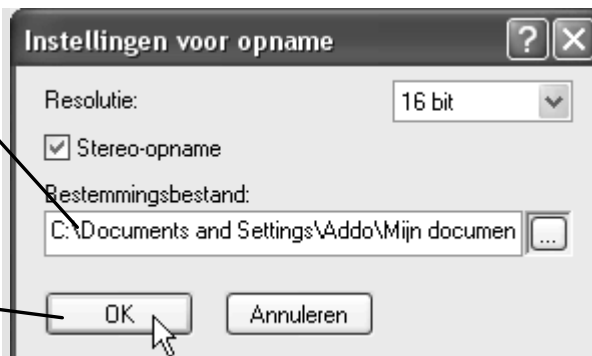 Instellingen voor opname
Resolutie: 16 bit
Stereo-opname
Bestemmingsbestand:
C:\Documents and Settings\Addo\Mijn documen ...
OK Annuleren